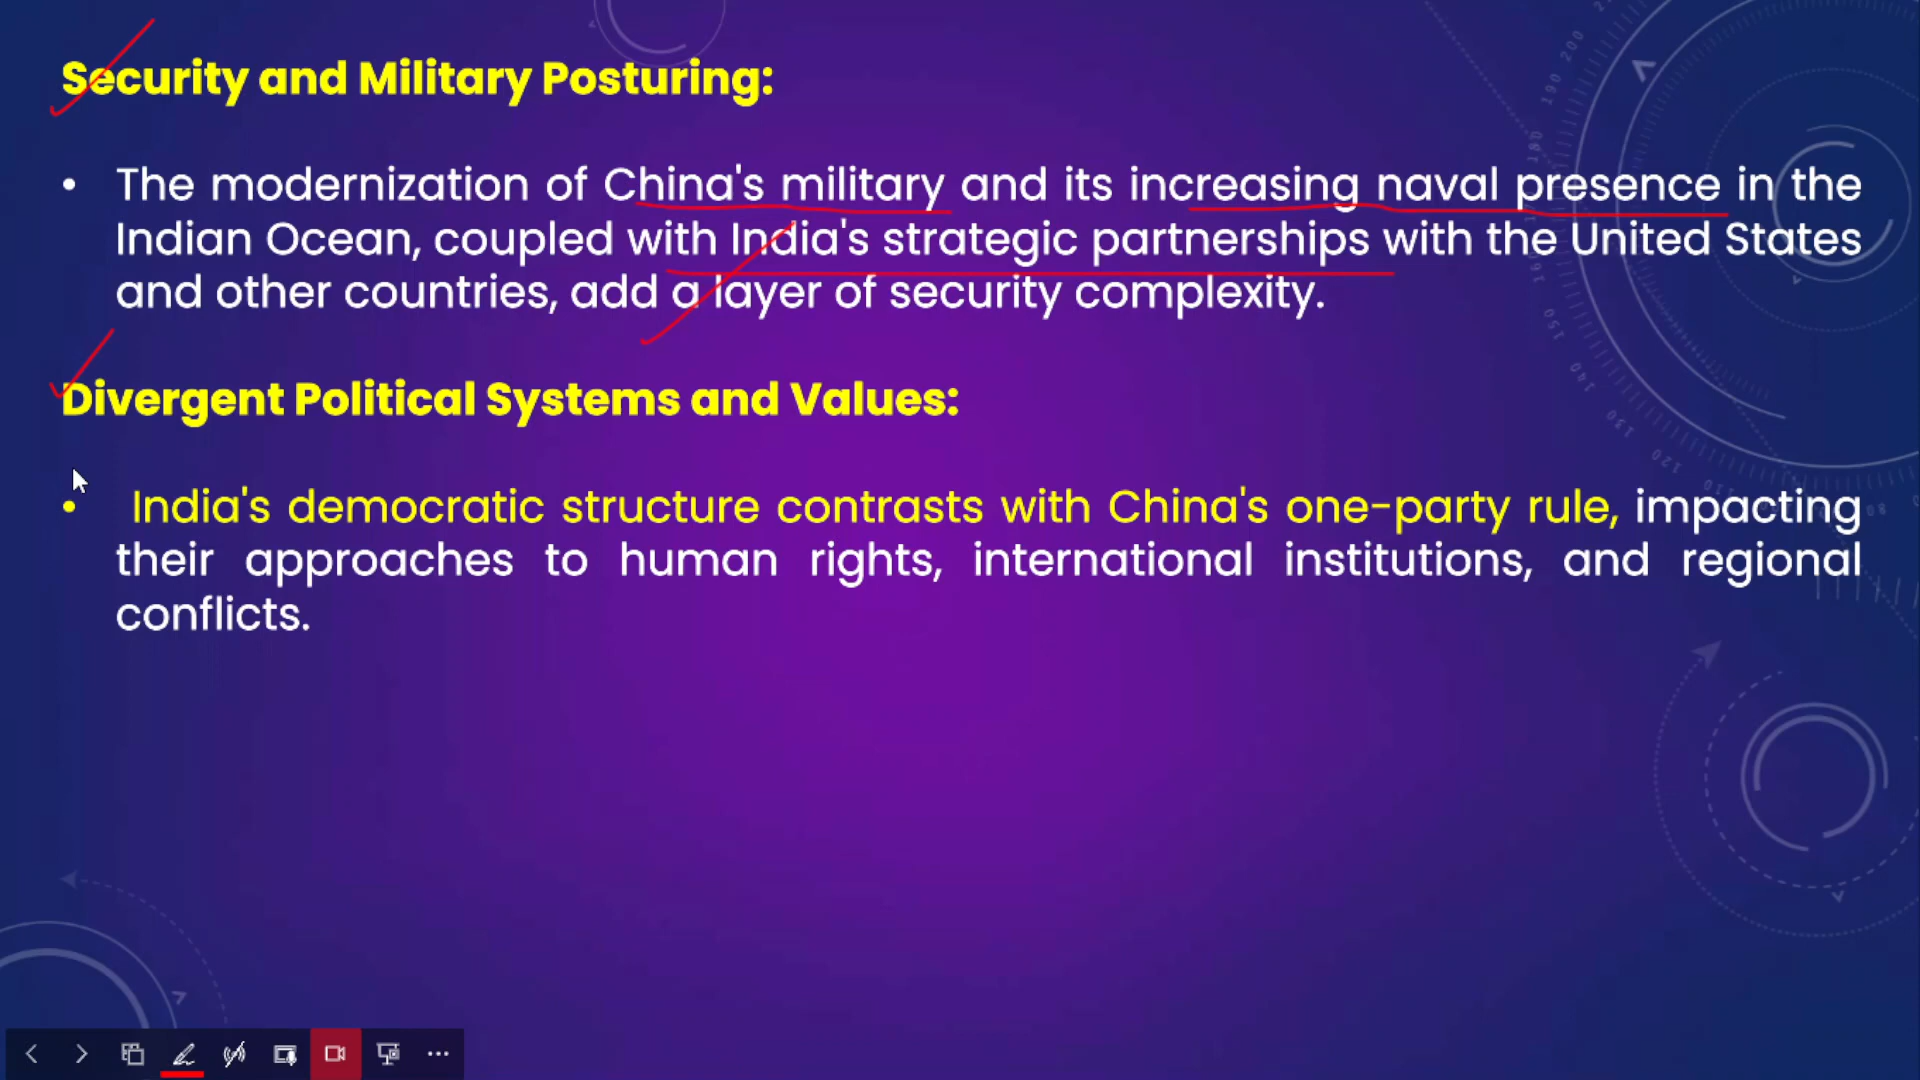 Security and Military Posturing:
• The modernization of China's military and its increasing naval presence in the
Indian Ocean, coupled with India's strategic partnerships with the United States
and other countries, add a layer of security complexity.
Divergent Political Systems and Values:
• India's democratic structure contrasts with China's one-party rule, impacting
their approaches to human rights, international institutions, and regional
conflicts.